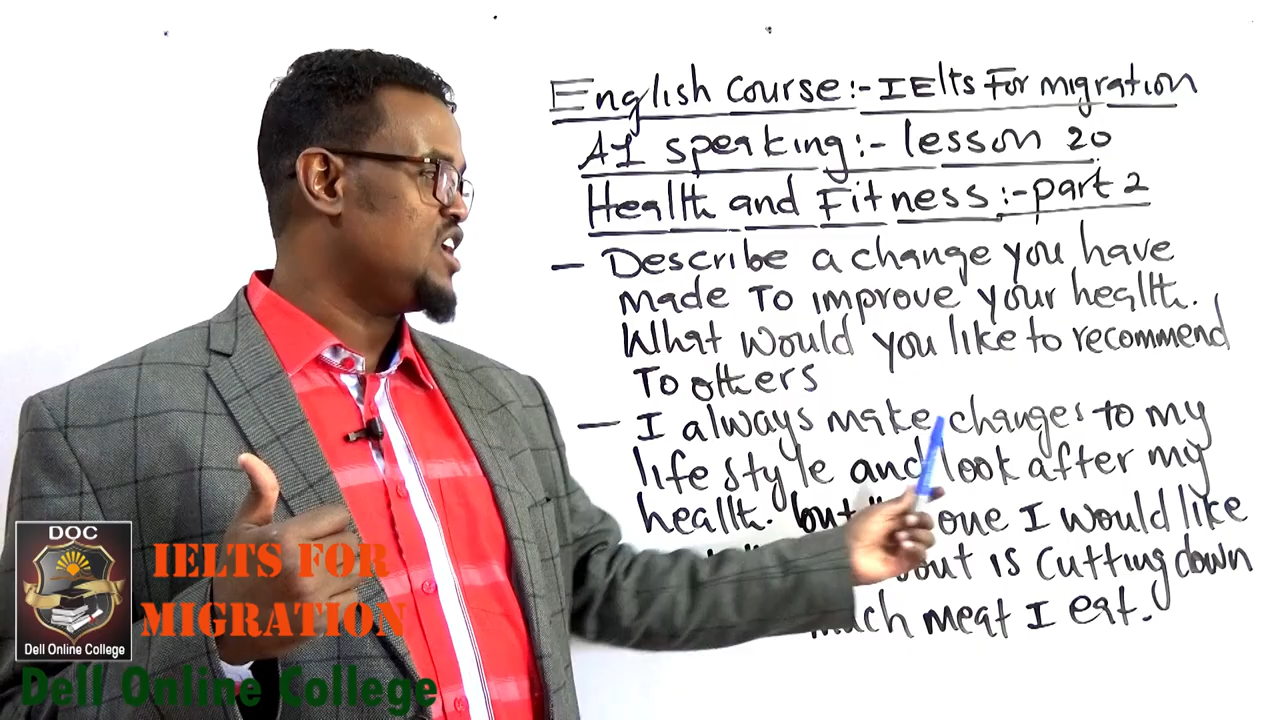 English course:- IElts For migration
AI speaking:- lesson 20
Health and Fitness:- part 2
- Describe a change you have
made To improve your health.
What would you like to recommend
To others
- I always make changes to my
life style and look after my
health. but one I would like
is cutting down
much meat I eat.
DOC
Dell Online College
IELTS FOR
MIGRATION
Dell Online College